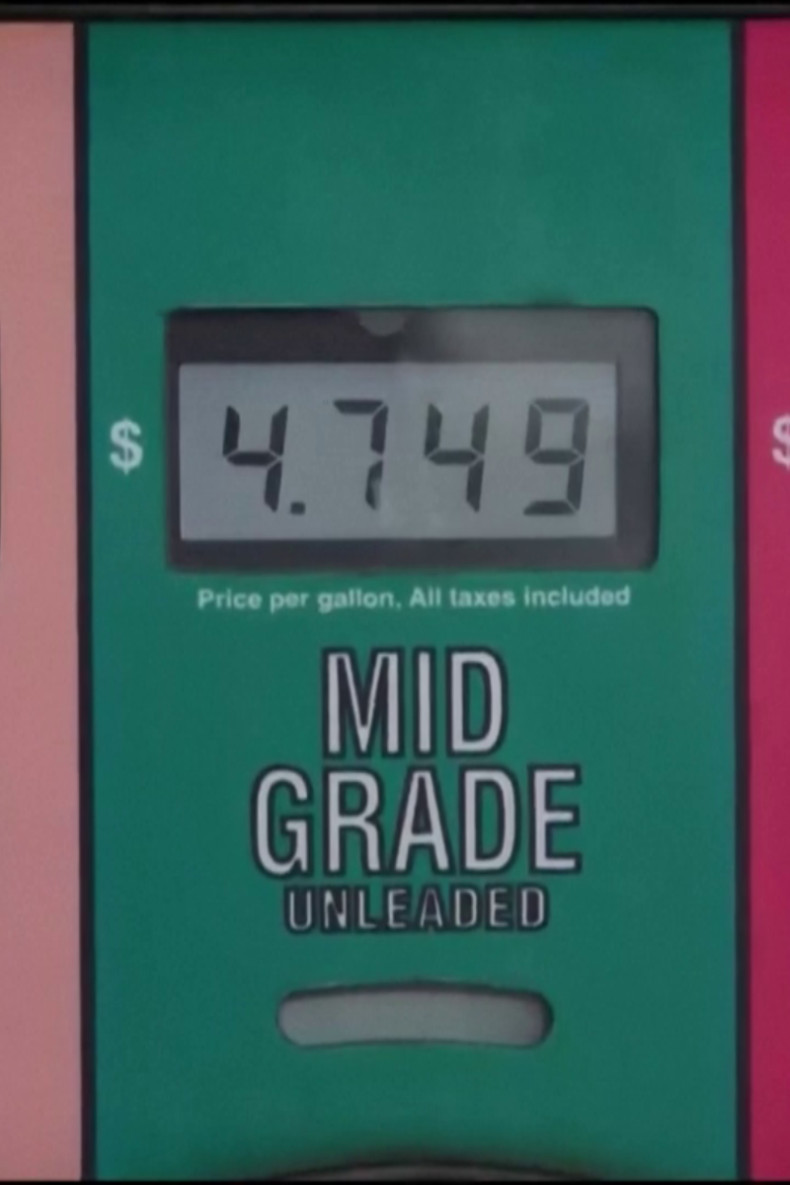 $ 4.749 $
Price per gallon, All taxes included
MID
GRADE
UNLEADED